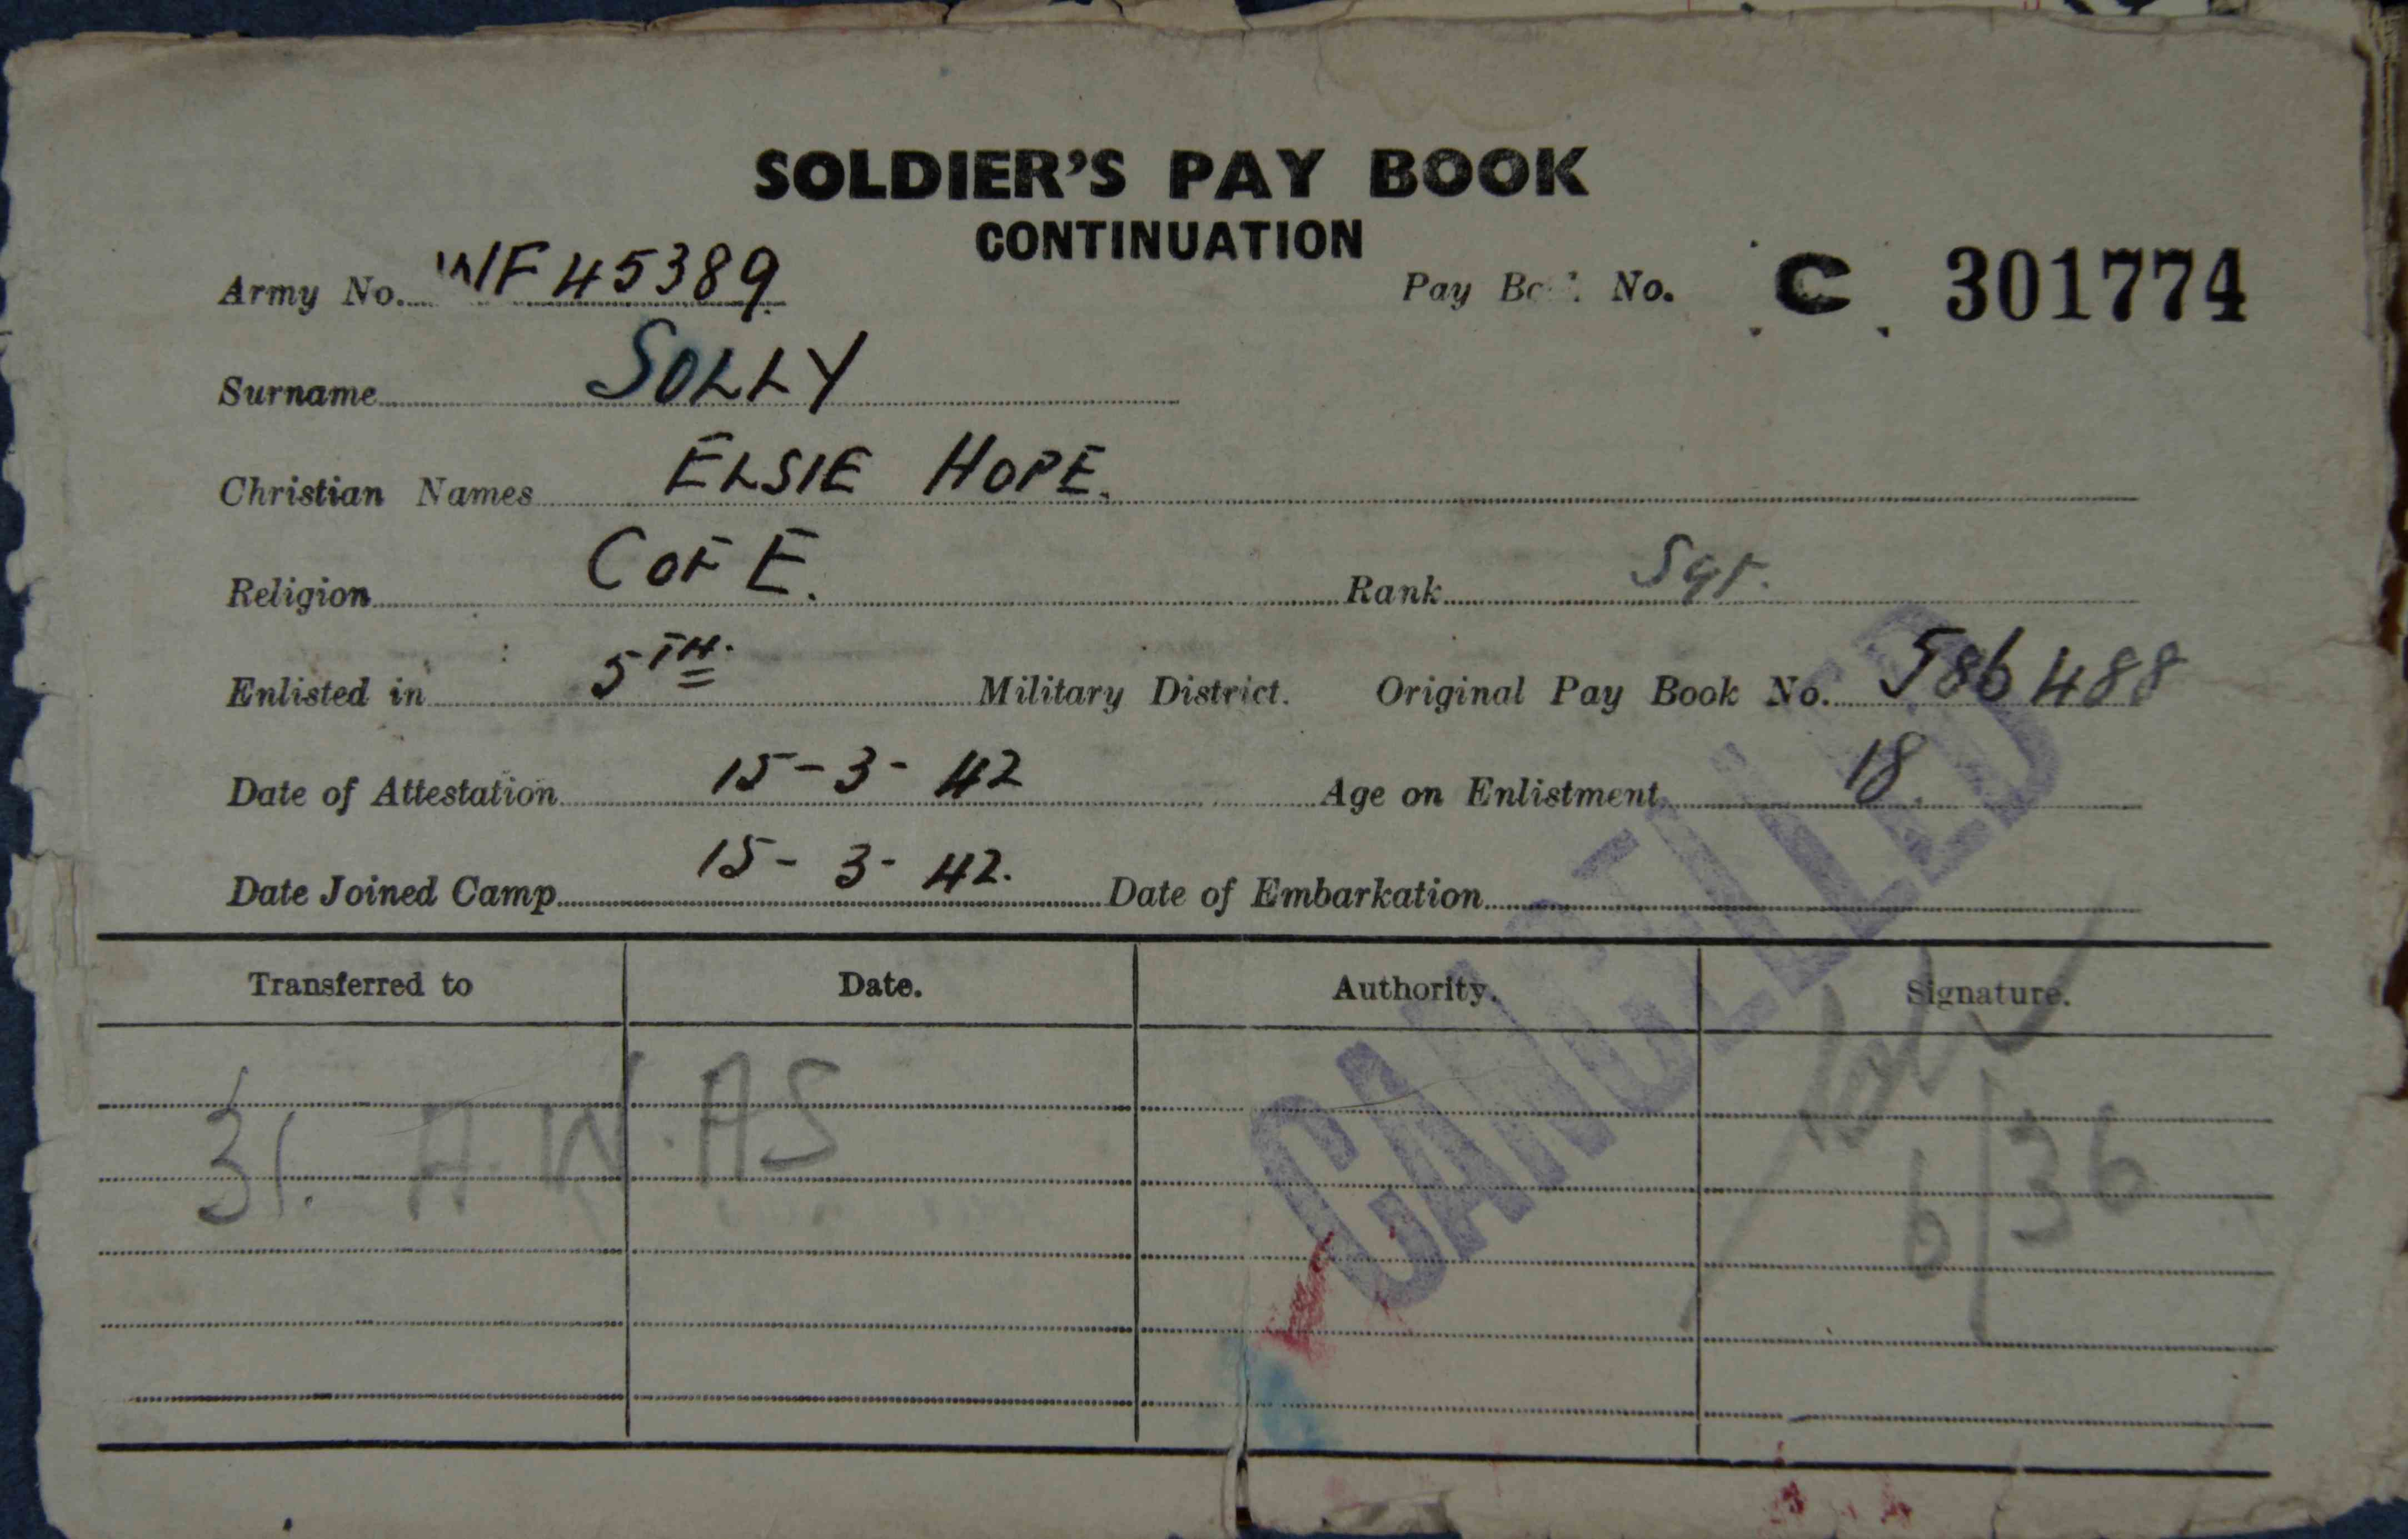 SOLDIER'S PAY BOOK
CONTINUATION
Army No. WF 45389 Pay No. C 301774
Surname SOLLY
Christian Names ELSIE HOPE.
Religion C OF E. Rank Sgt.
Enlisted in 5TH. Military District. Original Pay Book No. 586488
Date of Attestation 15-3-42 Age on Enlistment 18.
Date Joined Camp 15-3-42. Date of Embarkation
CANCELLED
Transferred to Date. Authority. Signature.
31. A.W.AS
6/36